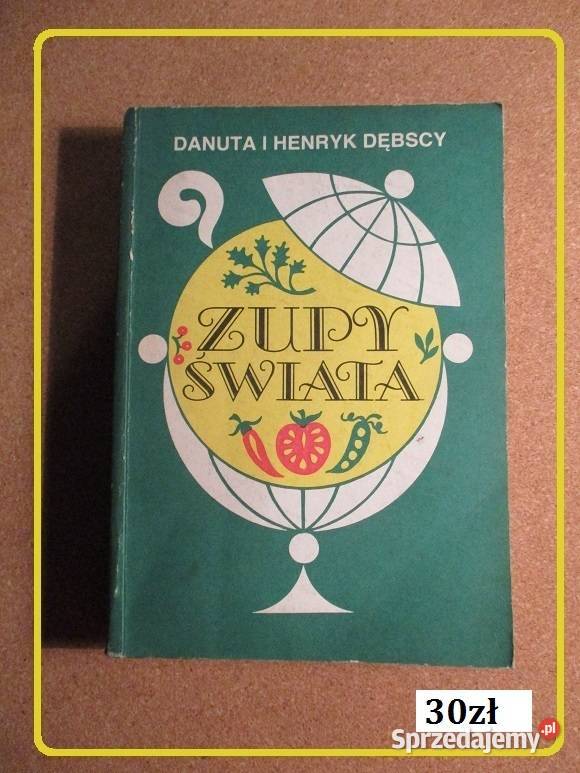 DANUTA I HENRYK DĘBSCY
ZUPY
ŚWIATA
30zł
Sprzedajemy.pl